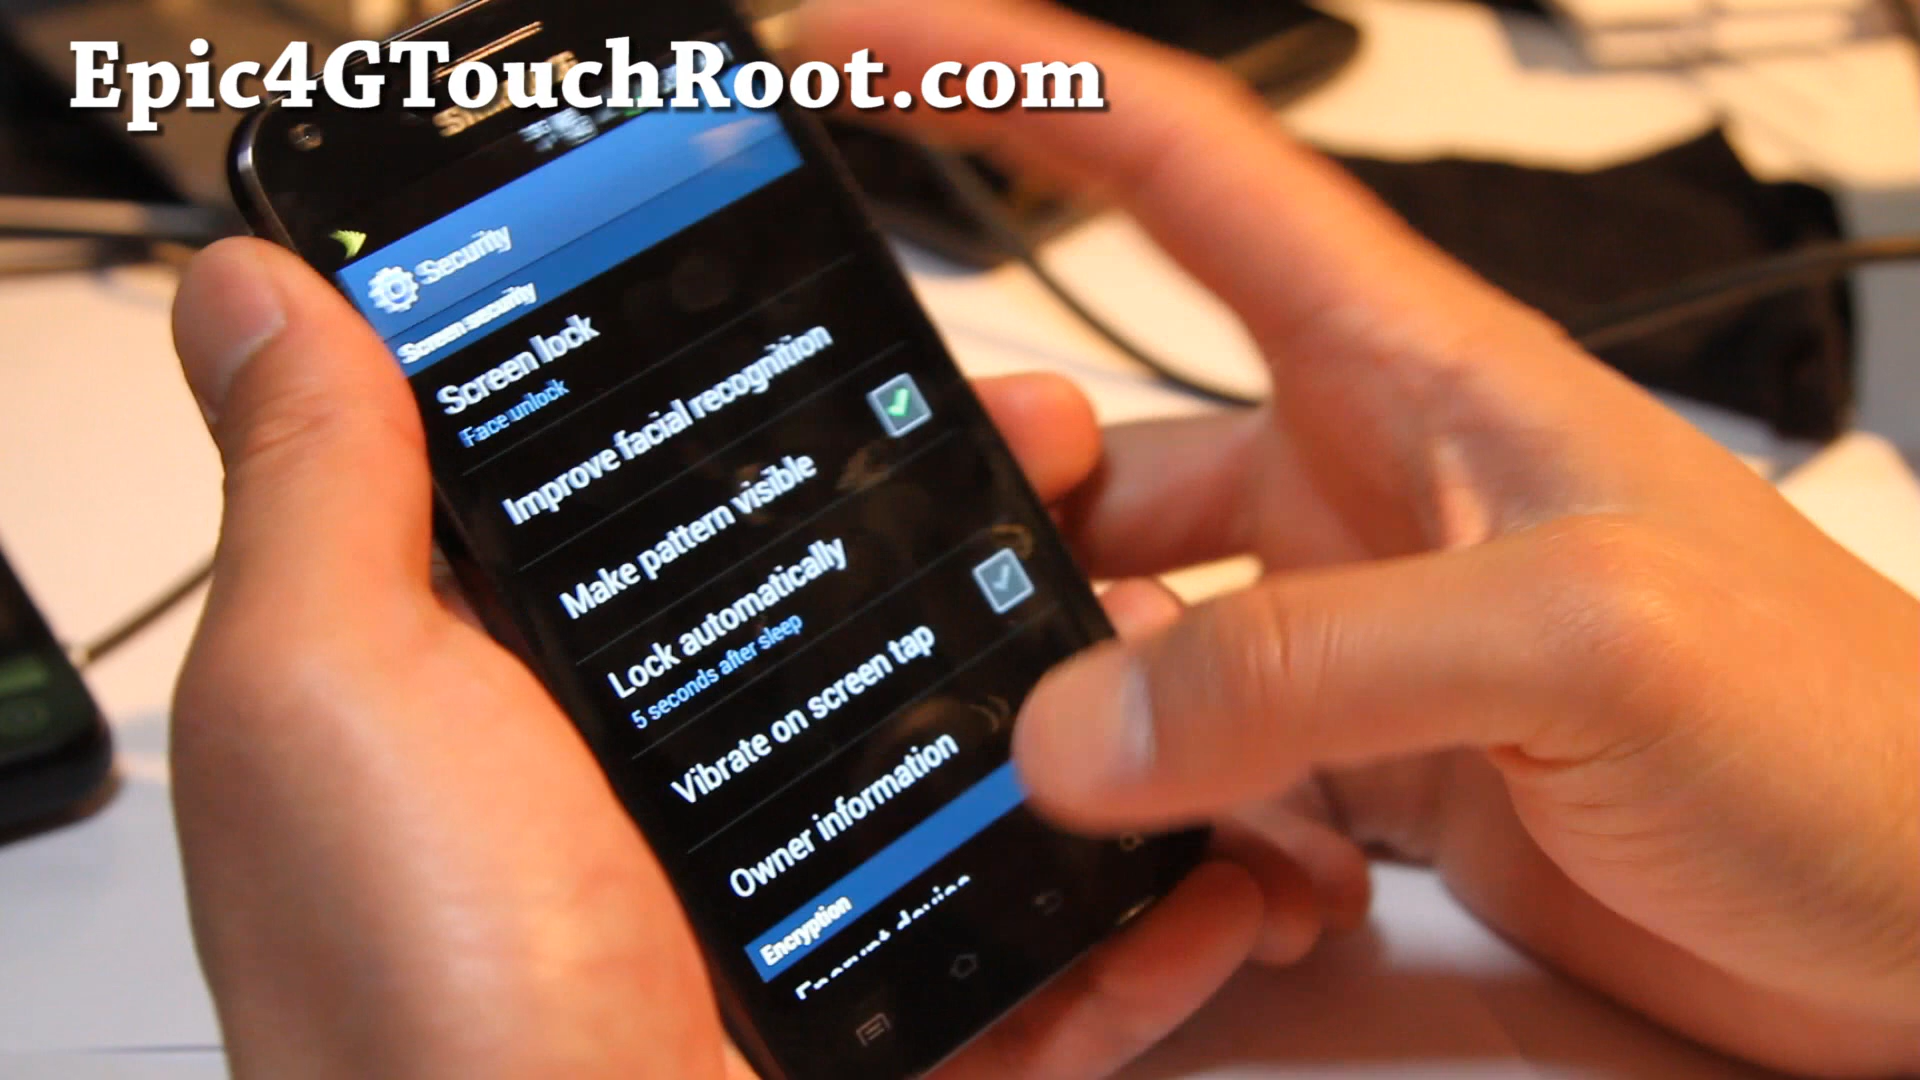 Epic4GTouchRoot.com
Security
Screen security
Screen lock
Face unlock
Improve facial recognition
Make pattern visible
Lock automatically
5 seconds after sleep
Vibrate on screen tap
Owner information
Encryption